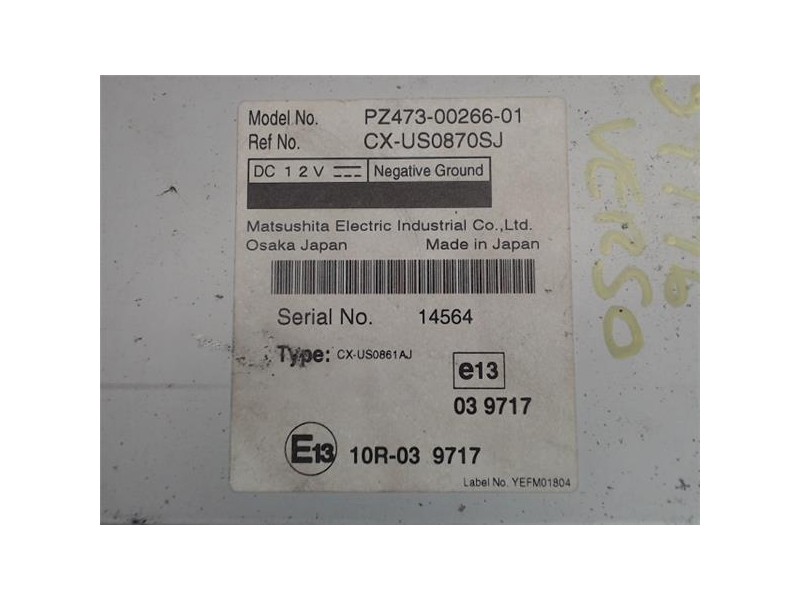 Model No. PZ473-00266-01
Ref No. CX-US0870SJ
DC 12V Negative Ground
Matsushita Electric Industrial Co.,Ltd.
Osaka Japan Made in Japan
Serial No. 14564
Type: CX-US0861AJ
e13
03 9717
E13 10R-03 9717
Label No. YEFM01804
VERSO